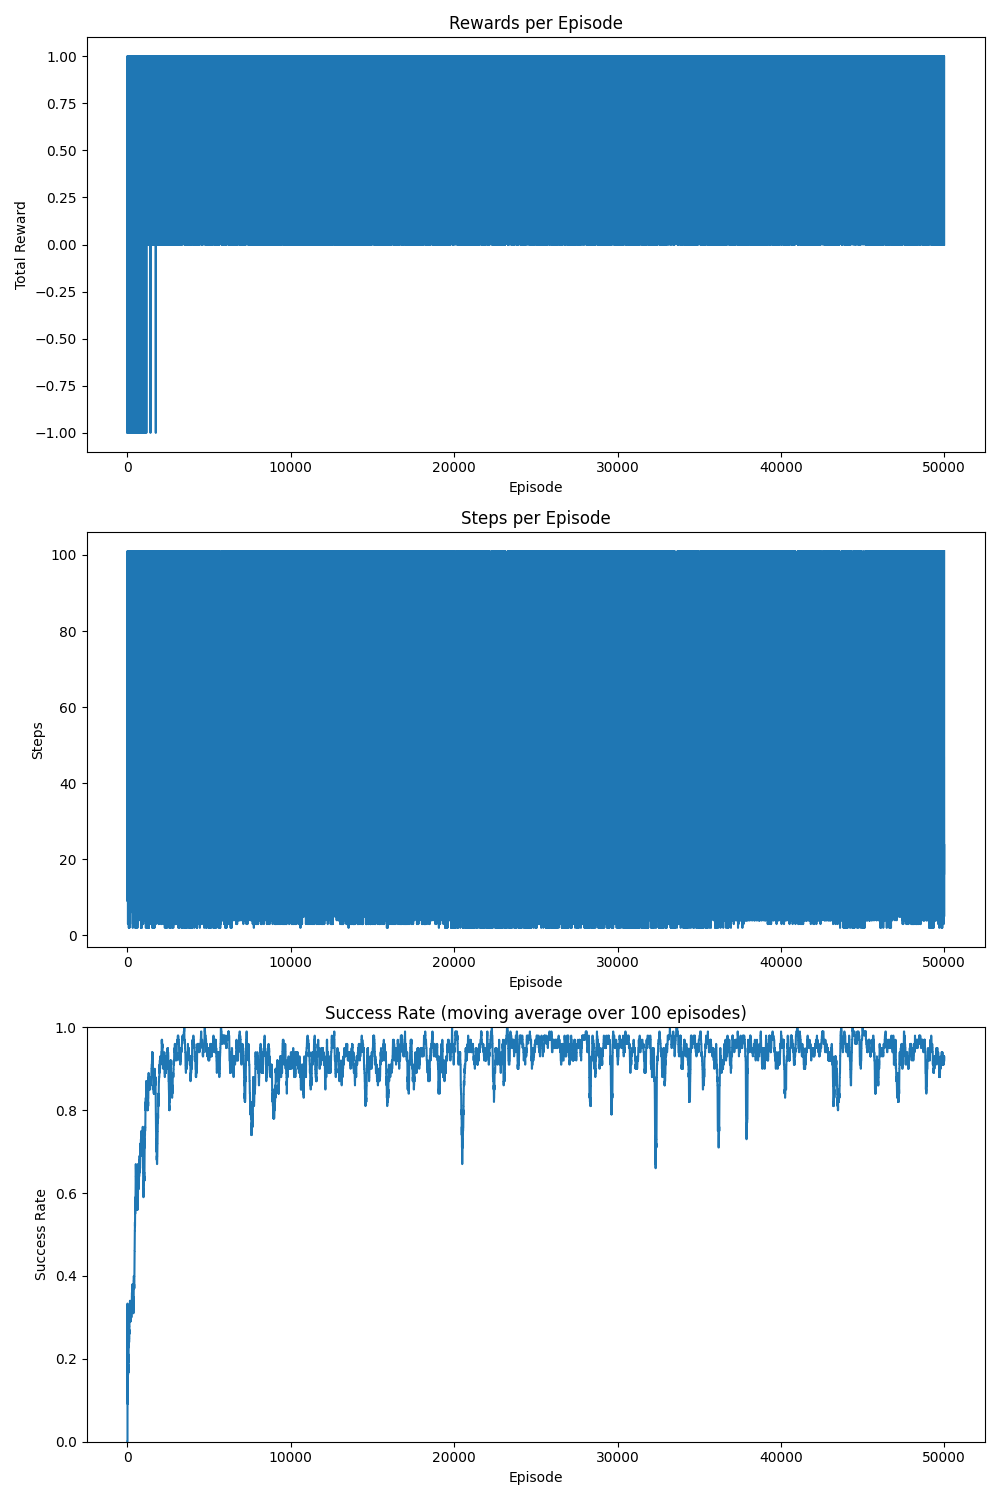 Rewards per Episode
1.00
0.75
0.50
0.25
0.00
−0.25
−0.50
−0.75
−1.00
Total Reward
0 10000 20000 30000 40000 50000
Episode
Steps per Episode
100
80
60
40
20
0
Steps
0 10000 20000 30000 40000 50000
Episode
Success Rate (moving average over 100 episodes)
1.0
0.8
0.6
0.4
0.2
0.0
Success Rate
0 10000 20000 30000 40000 50000
Episode